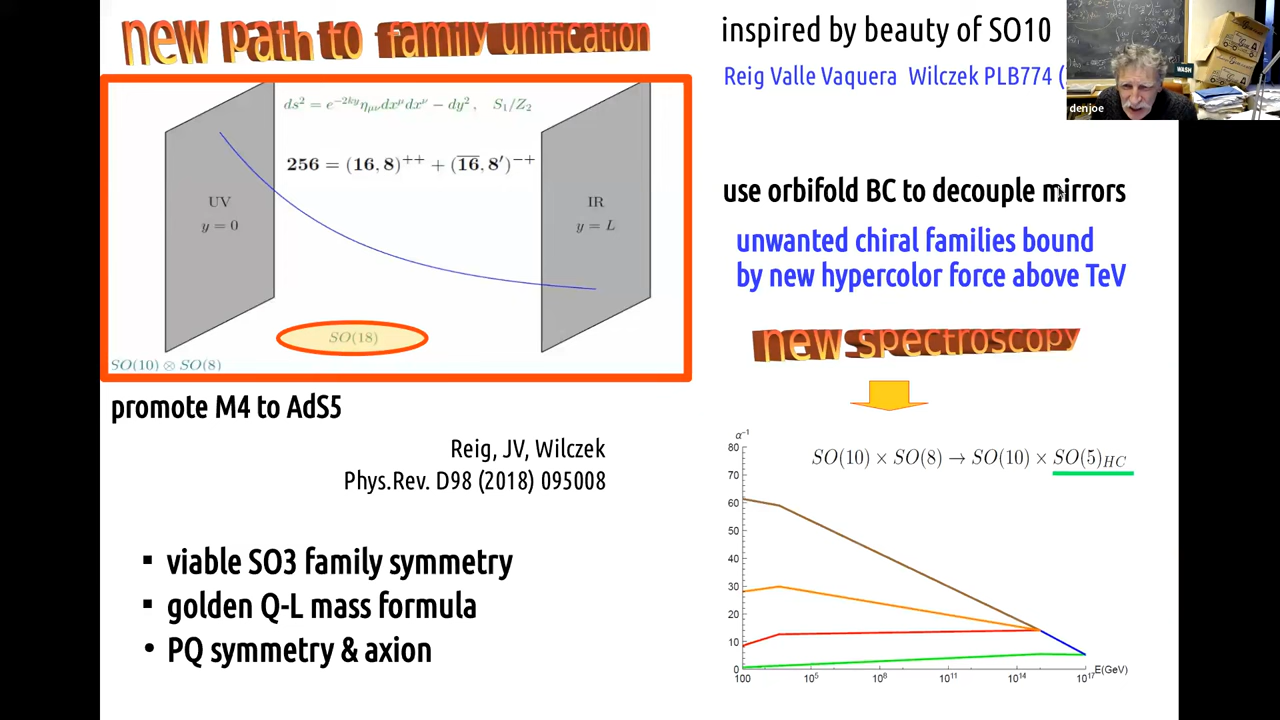 new path to family unification
ds² = e^{-2ky}η_{μν}dx^μdx^ν − dy², S₁/Z₂
256 = (16, 8)^{++} + (\overline{16}, 8′)^{−+}
UV
y = 0
IR
y = L
SO(18)
SO(10) ⊗ SO(8)
promote M4 to AdS5
Reig, JV, Wilczek
Phys.Rev. D98 (2018) 095008
▪ viable SO3 family symmetry
▪ golden Q-L mass formula
• PQ symmetry & axion
inspired by beauty of SO10
Reig Valle Vaquera Wilczek PLB774 (
WASH
denjoe
use orbifold BC to decouple mirrors
unwanted chiral families bound
by new hypercolor force above TeV
new spectroscopy
α⁻¹
SO(10) × SO(8) → SO(10) × SO(5)_{HC}
80
70
60
50
40
30
20
10
0
100 10⁵ 10⁸ 10¹¹ 10¹⁴ 10¹⁷ E(GeV)